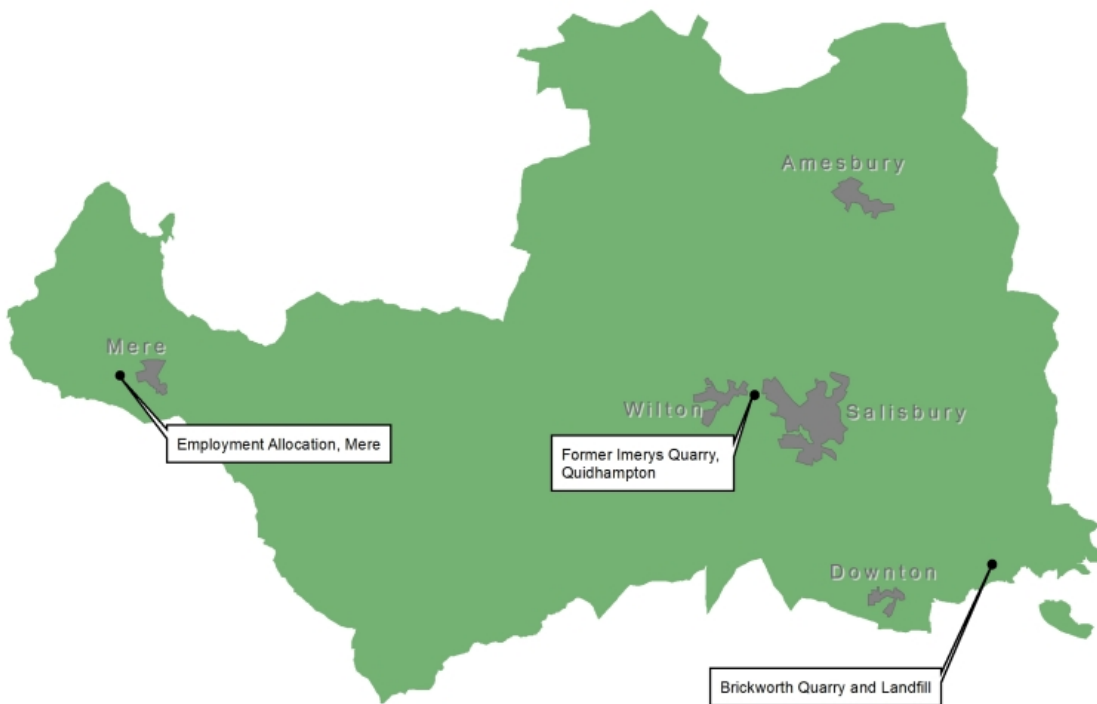 Amesbury
Mere
Wilton
Salisbury
Employment Allocation, Mere
Former Imerys Quarry,
Quidhampton
Downton
Brickworth Quarry and Landfill